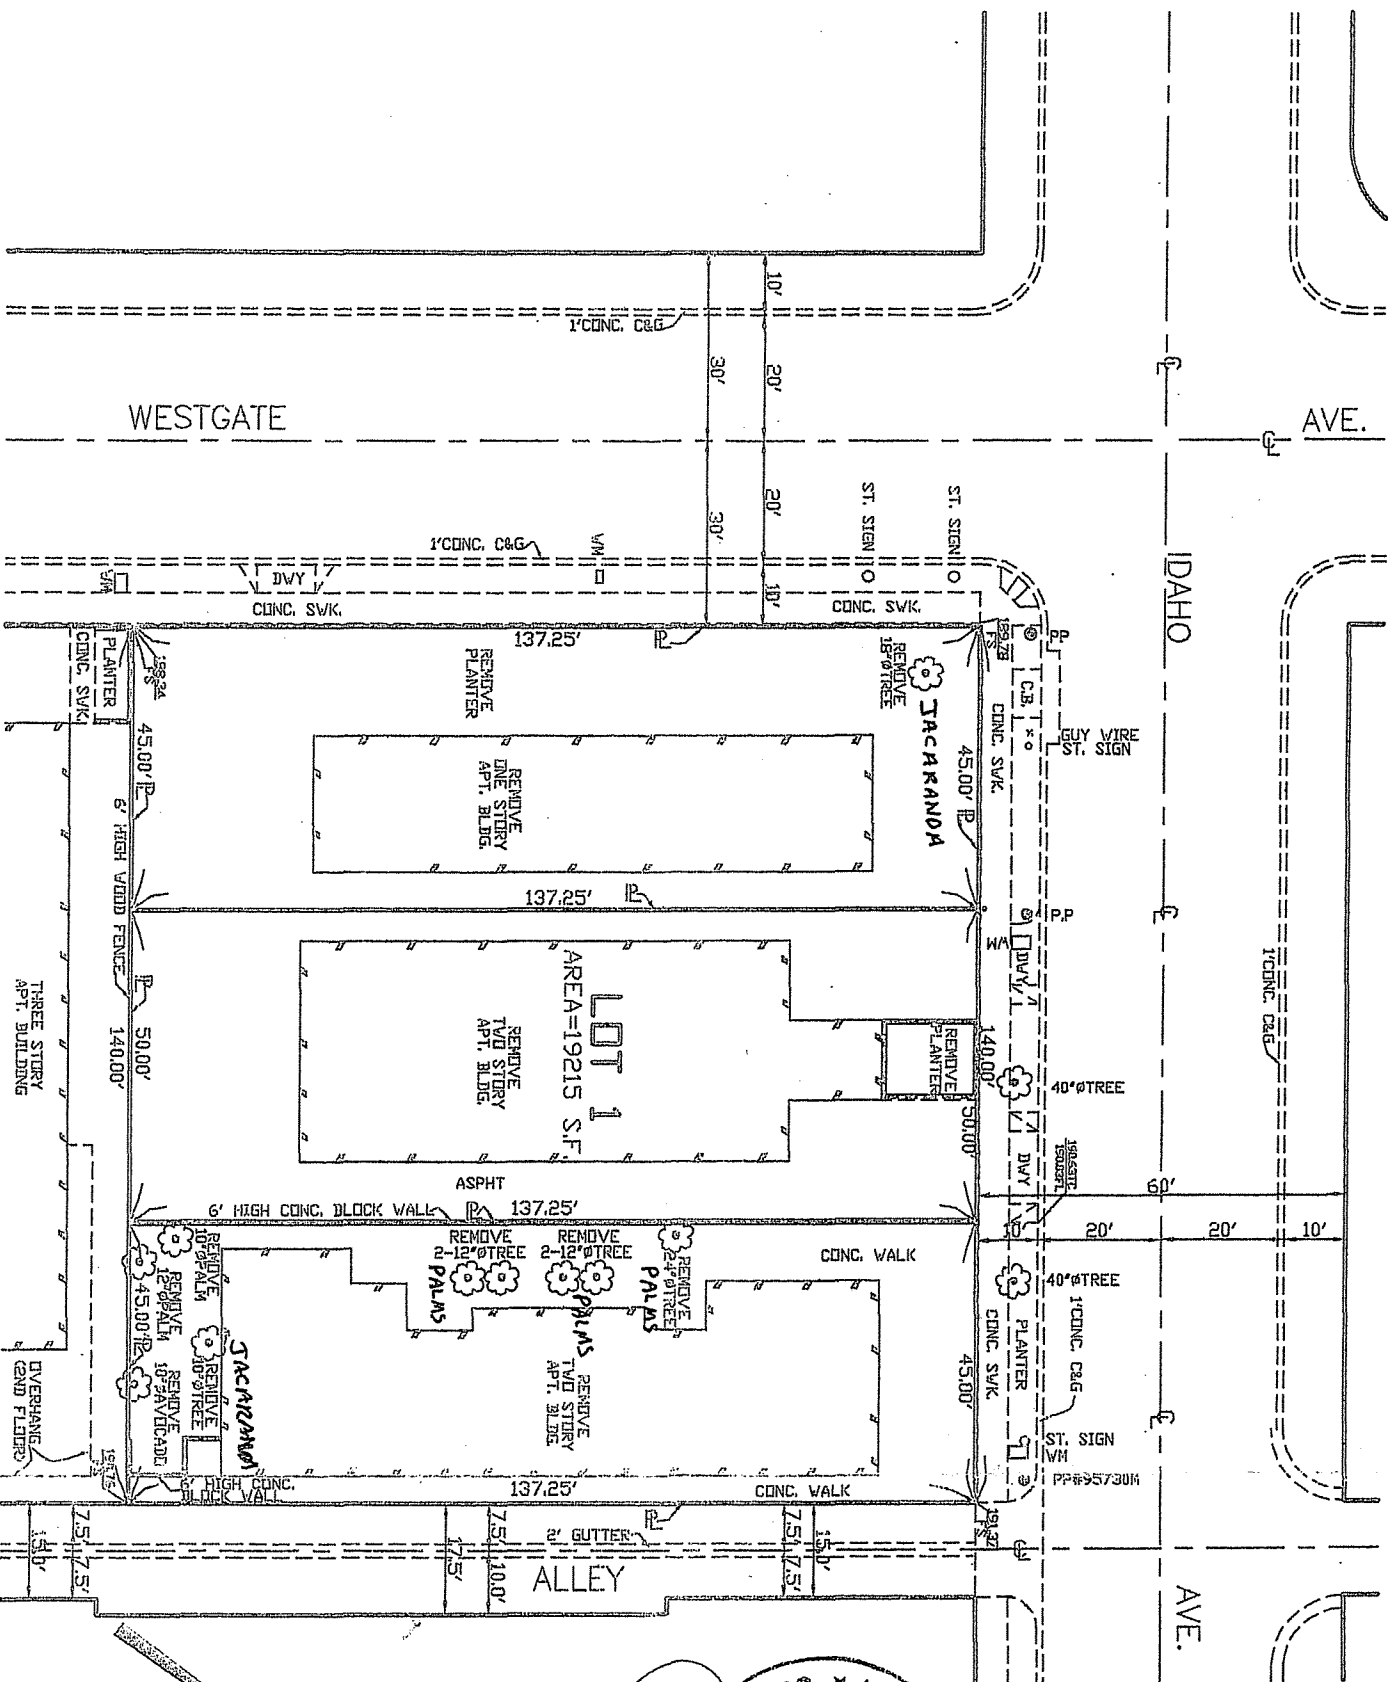 10'
1'CONC. C&G
30'
20'
WESTGATE
AVE.
20'
30'
ST. SIGN
ST. SIGN
IDAHO
1'CONC. C&G
WM
10'
DWY
WM
CONC. SWK.
CONC. SWK.
137.25'
PL
PP
C.B.
GUY WIRE
ST. SIGN
CONC. SWK.
PLANTER
CONC. SWK.
REMOVE
PLANTER
REMOVE
18"ØTREE
JACARANDA
45.00' PL
45.00' PL
REMOVE
ONE STORY
APT. BLDG.
6' HIGH WOOD FENCE
137.25'
PL
P.P
WM
DWY
1'CONC. C&G
LOT 1
AREA=19215 S.F.
REMOVE
TWO STORY
APT. BLDG.
REMOVE
PLANTER
140.00'
50.00'
PL
50.00'
140.00'
THREE STORY
APT. BUILDING
40"ØTREE
DWY
60'
ASPHT
6' HIGH CONC. BLOCK WALL
PL
137.25'
10'
20'
20'
10'
REMOVE
2-12"ØTREE
REMOVE
2-12"ØTREE
PALMS
PALMS
PALMS
REMOVE
24"ØTREE
CONC. WALK
40"ØTREE
REMOVE
10"ØPALM
REMOVE
12"ØPALM
45.00' PL
REMOVE
10"ØTREE
REMOVE
10"ØAVOCADO
JACARANDA
REMOVE
TWO STORY
APT. BLDG
45.00'
CONC. SWK.
PLANTER
1'CONC. C&G
ST. SIGN
WM
PP#95730M
OVERHANG
(2ND FLOOR)
6' HIGH CONC.
BLOCK WALL
137.25'
CONC. WALK
PL
2' GUTTER
ALLEY
15.0'
7.5'
7.5'
17.5'
7.5'
10.0'
7.5'
7.5'
15.0'
AVE.